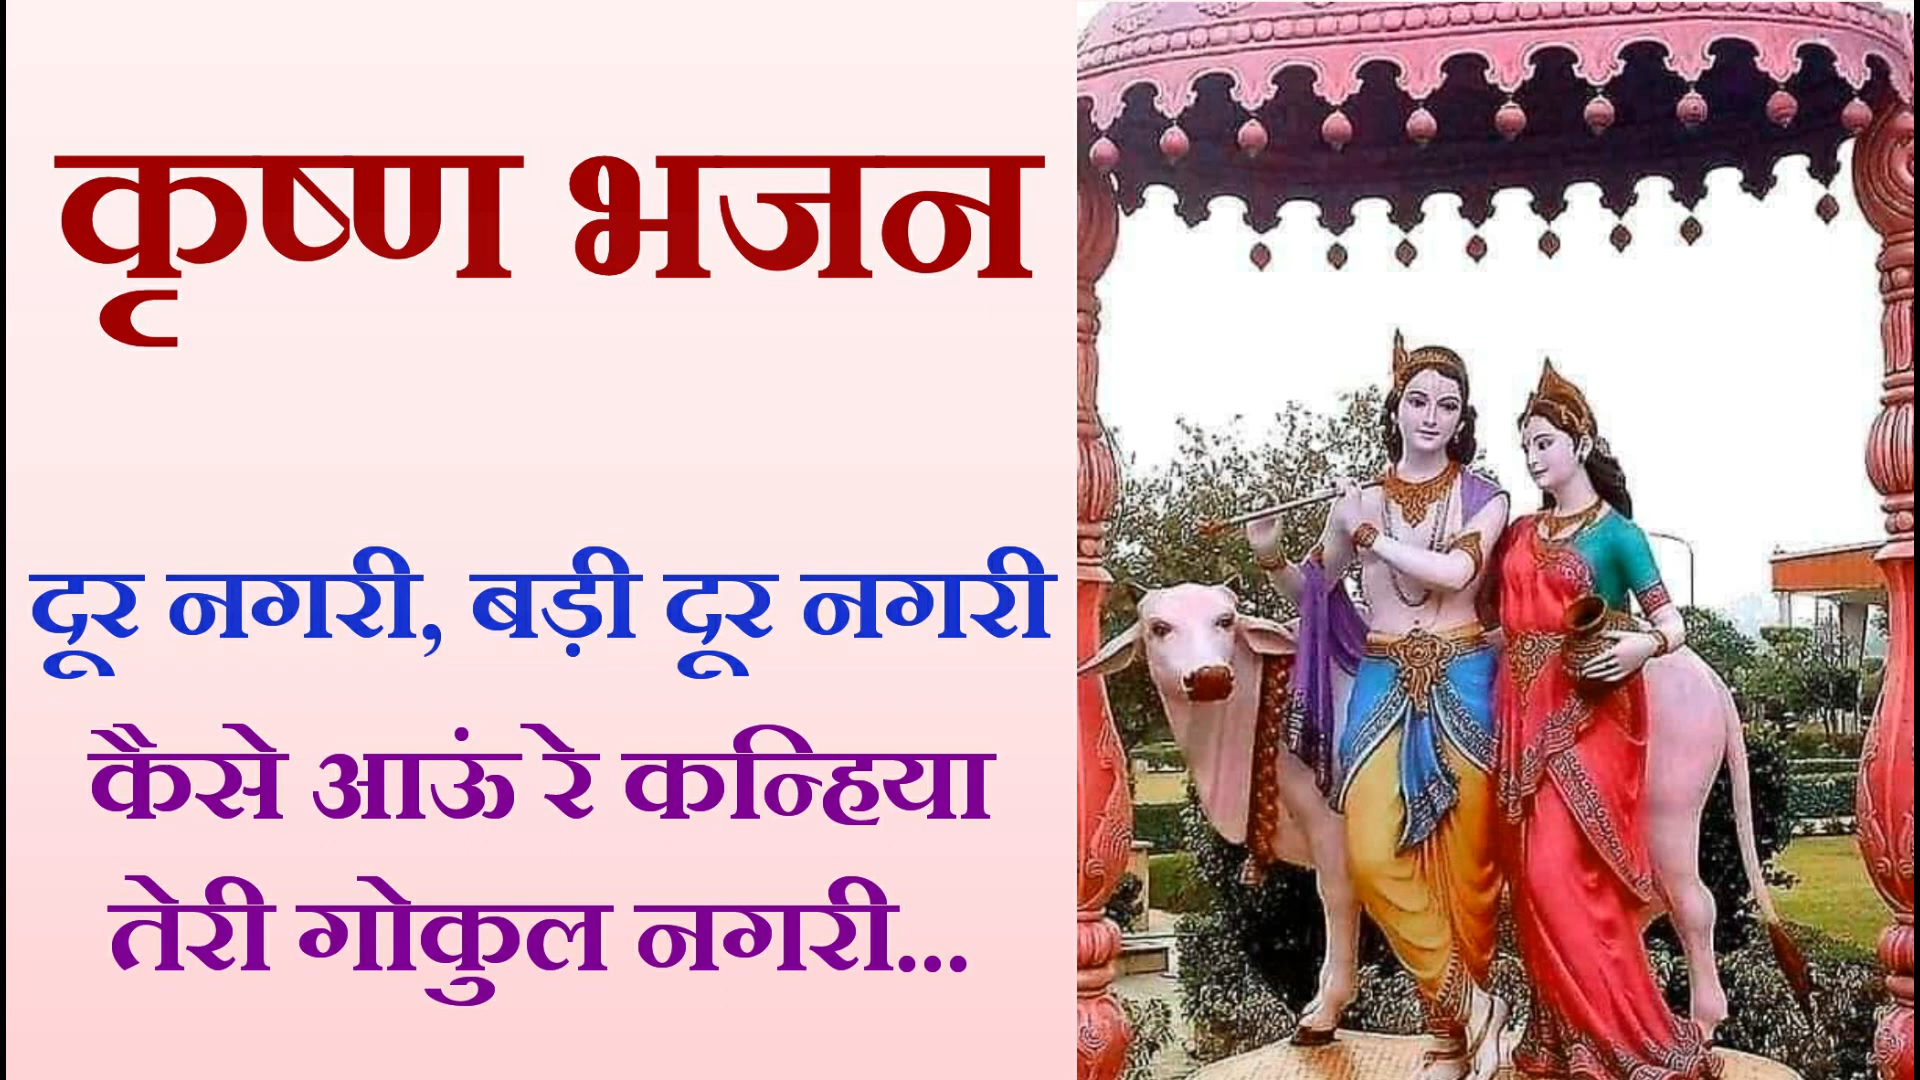 कृष्ण भजन
दूर नगरी, बड़ी दूर नगरी
कैसे आऊं रे कन्हिया
तेरी गोकुल नगरी...